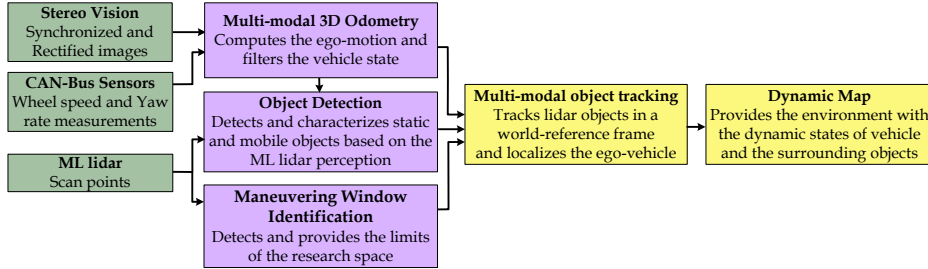 Stereo Vision
Synchronized and
Rectified images
CAN-Bus Sensors
Wheel speed and Yaw
rate measurements
ML lidar
Scan points
Multi-modal 3D Odometry
Computes the ego-motion and
filters the vehicle state
Object Detection
Detects and characterizes static
and mobile objects based on the
ML lidar perception
Maneuvering Window
Identification
Detects and provides the limits
of the research space
Multi-modal object tracking
Tracks lidar objects in a
world-reference frame
and localizes the ego-vehicle
Dynamic Map
Provides the environment with
the dynamic states of vehicle
and the surrounding objects